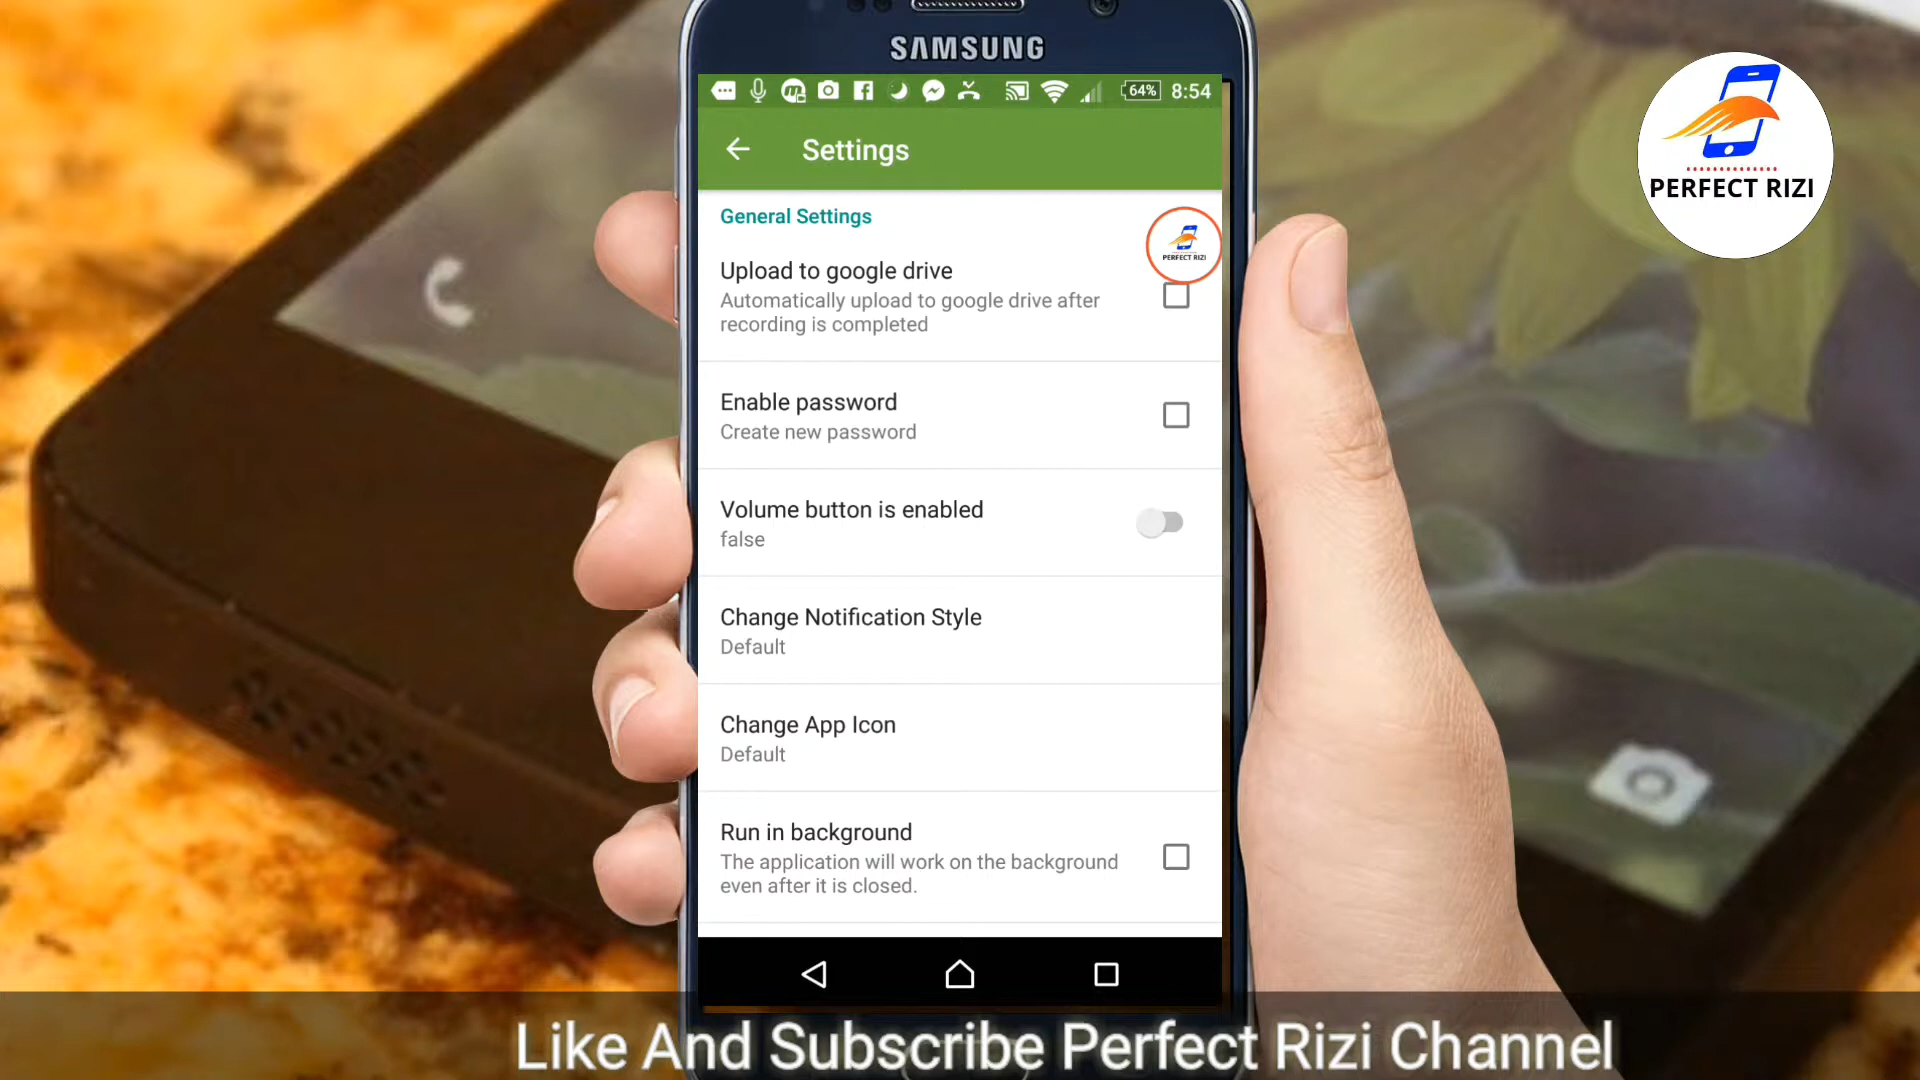 SAMSUNG
64% 8:54
Settings
General Settings
Upload to google drive
Automatically upload to google drive after
recording is completed
Enable password
Create new password
Volume button is enabled
false
Change Notification Style
Default
Change App Icon
Default
Run in background
The application will work on the background
even after it is closed.
PERFECT RIZI
PERFECT RIZI
Like And Subscribe Perfect Rizi Channel